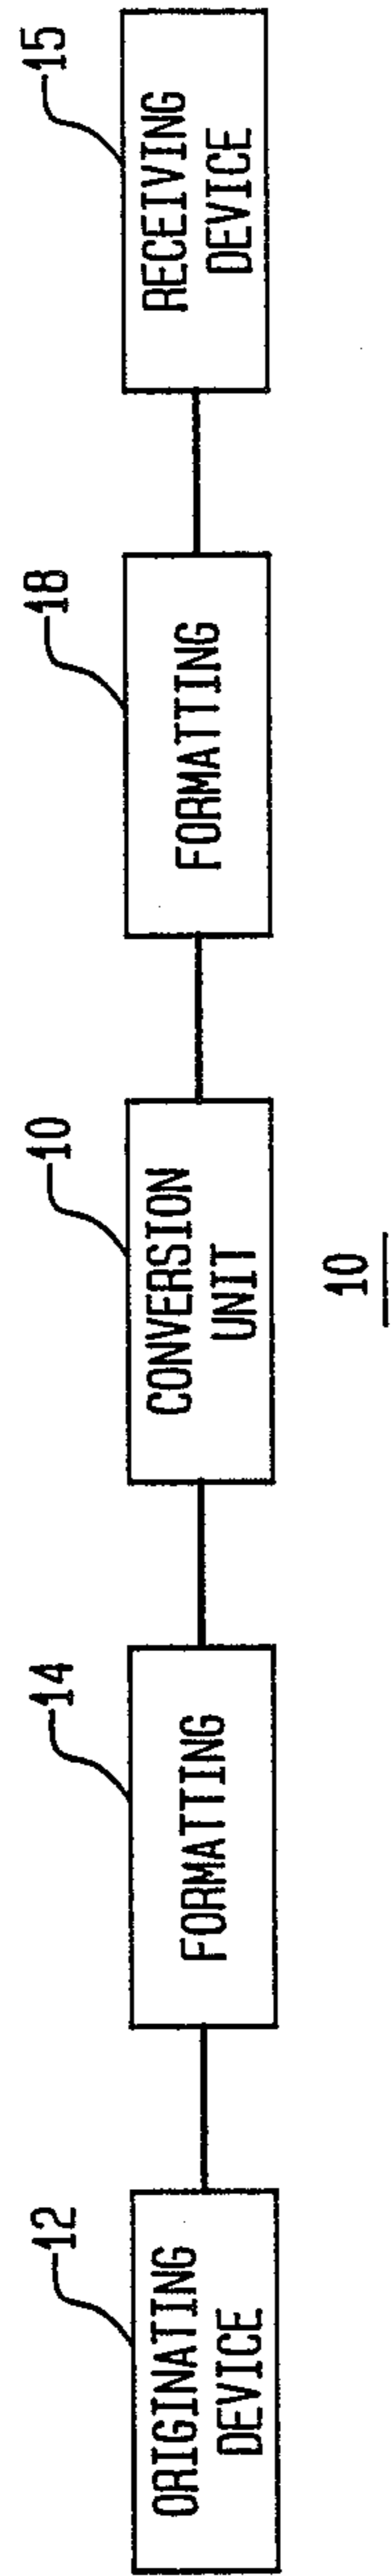 12
ORIGINATING
DEVICE
14
FORMATTING
10
CONVERSION
UNIT
18
FORMATTING
15
RECEIVING
DEVICE
10